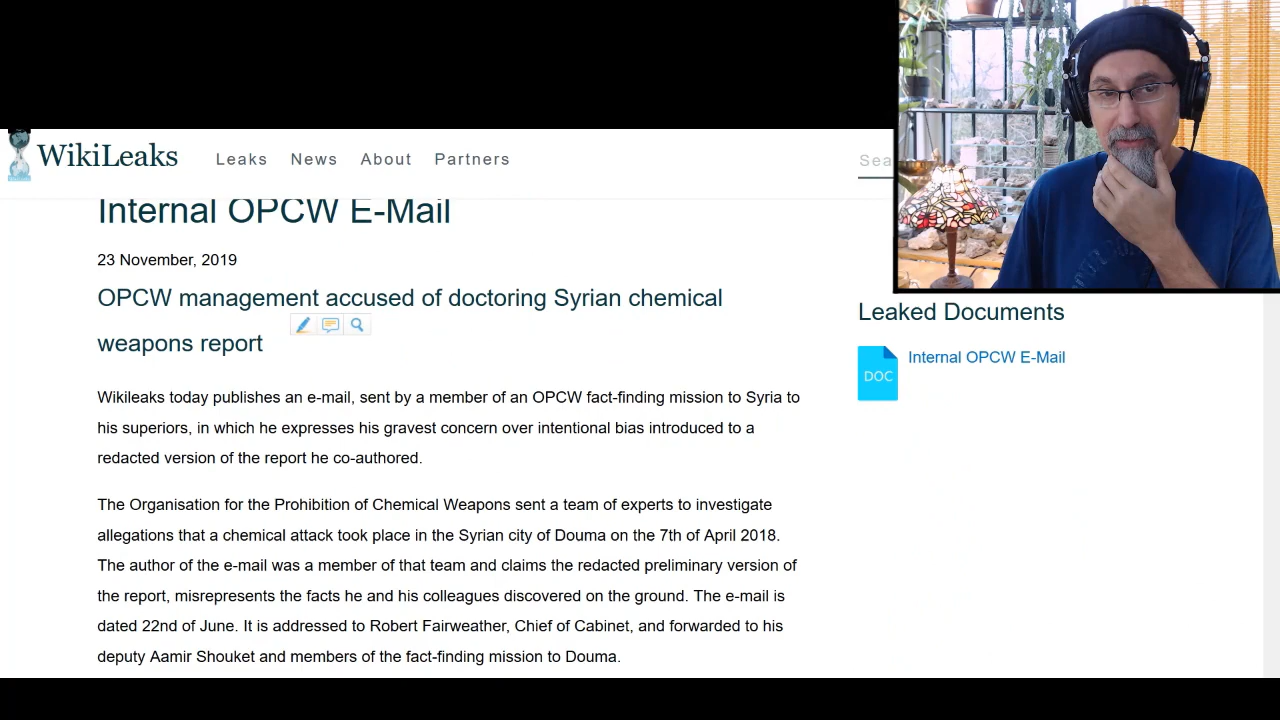 WikiLeaks Leaks News About Partners
Sea
Internal OPCW E-Mail
23 November, 2019
OPCW management accused of doctoring Syrian chemical
weapons report
Wikileaks today publishes an e-mail, sent by a member of an OPCW fact-finding mission to Syria to
his superiors, in which he expresses his gravest concern over intentional bias introduced to a
redacted version of the report he co-authored.
The Organisation for the Prohibition of Chemical Weapons sent a team of experts to investigate
allegations that a chemical attack took place in the Syrian city of Douma on the 7th of April 2018.
The author of the e-mail was a member of that team and claims the redacted preliminary version of
the report, misrepresents the facts he and his colleagues discovered on the ground. The e-mail is
dated 22nd of June. It is addressed to Robert Fairweather, Chief of Cabinet, and forwarded to his
deputy Aamir Shouket and members of the fact-finding mission to Douma.
Leaked Documents
DOC
Internal OPCW E-Mail